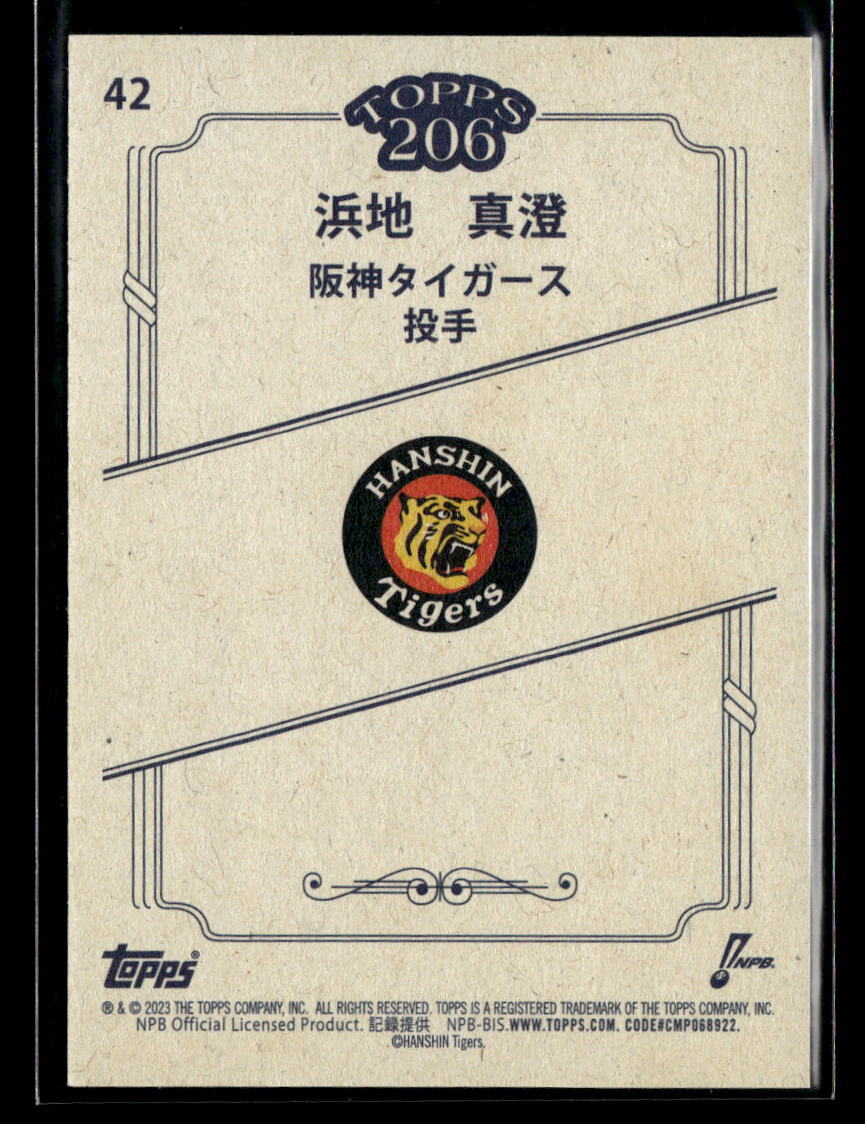 42
TOPPS
206
浜地 真澄
阪神タイガース
投手
HANSHIN
Tigers
topps®
NPB®
® & © 2023 THE TOPPS COMPANY, INC. ALL RIGHTS RESERVED. TOPPS IS A REGISTERED TRADEMARK OF THE TOPPS COMPANY, INC.
NPB Official Licensed Product. 記録提供 NPB-BIS.WWW.TOPPS.COM. CODE#CMP068922.
©HANSHIN Tigers.